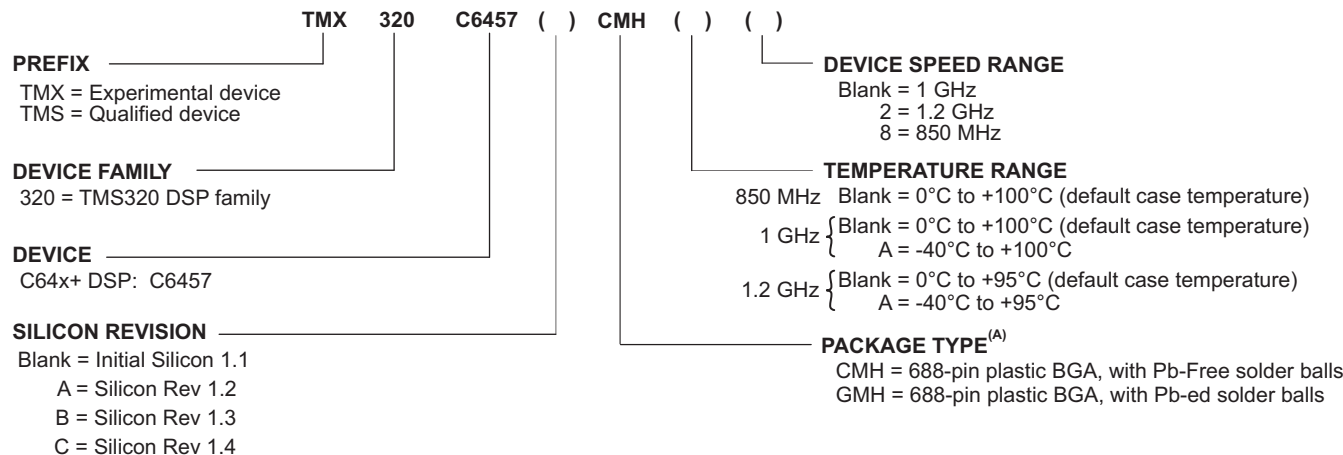 TMX 320 C6457 ( ) CMH ( ) ( )
PREFIX
TMX = Experimental device
TMS = Qualified device
DEVICE FAMILY
320 = TMS320 DSP family
DEVICE
C64x+ DSP: C6457
SILICON REVISION
Blank = Initial Silicon 1.1
A = Silicon Rev 1.2
B = Silicon Rev 1.3
C = Silicon Rev 1.4
DEVICE SPEED RANGE
Blank = 1 GHz
2 = 1.2 GHz
8 = 850 MHz
TEMPERATURE RANGE
850 MHz Blank = 0°C to +100°C (default case temperature)
1 GHz { Blank = 0°C to +100°C (default case temperature)
A = -40°C to +100°C
1.2 GHz { Blank = 0°C to +95°C (default case temperature)
A = -40°C to +95°C
PACKAGE TYPE(A)
CMH = 688-pin plastic BGA, with Pb-Free solder balls
GMH = 688-pin plastic BGA, with Pb-ed solder balls